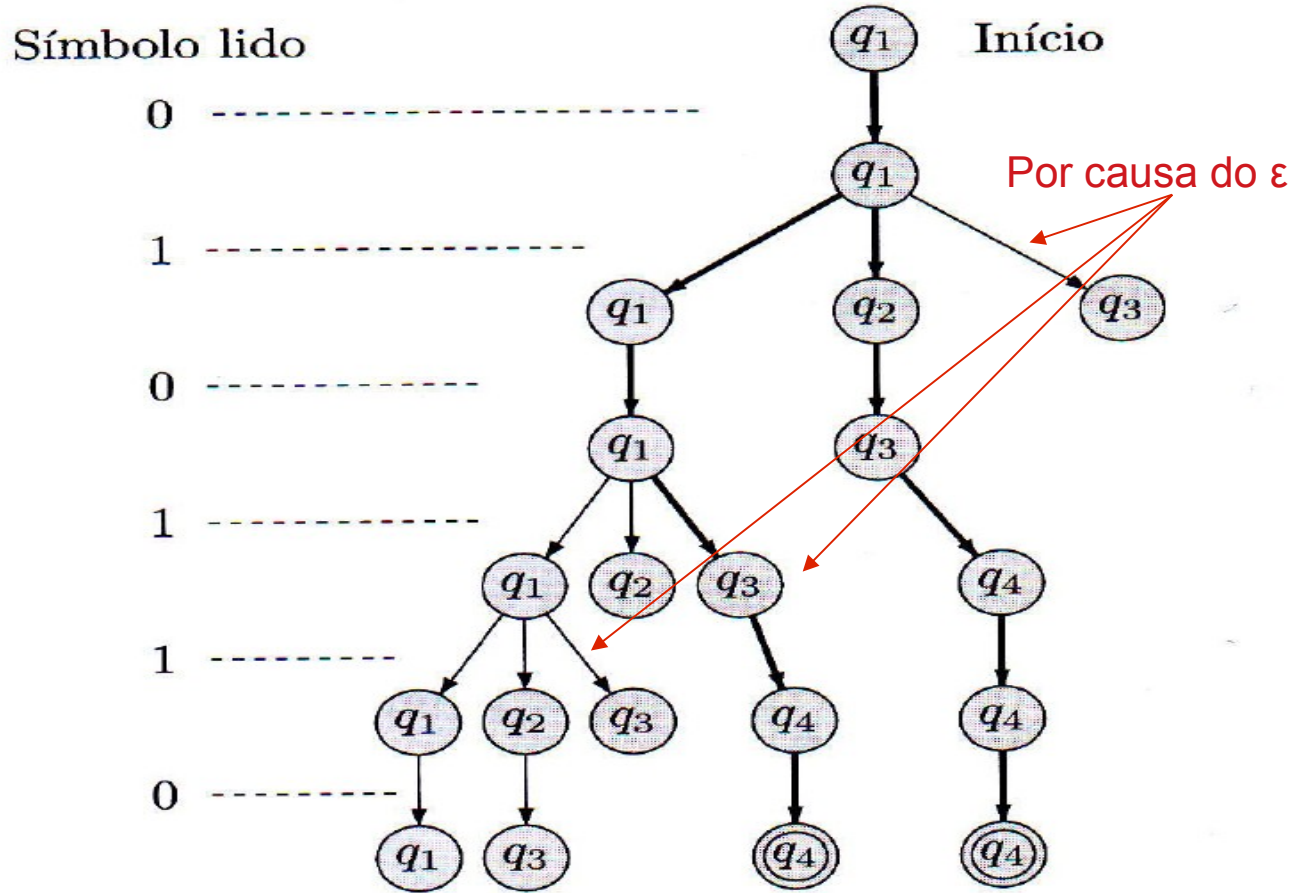 Símbolo lido
q1 Início
0
q1
Por causa do ε
1
q1 q2 q3
0
q1 q3
1
q1 q2 q3 q4
1
q1 q2 q3 q4 q4
0
q1 q3 q4 q4